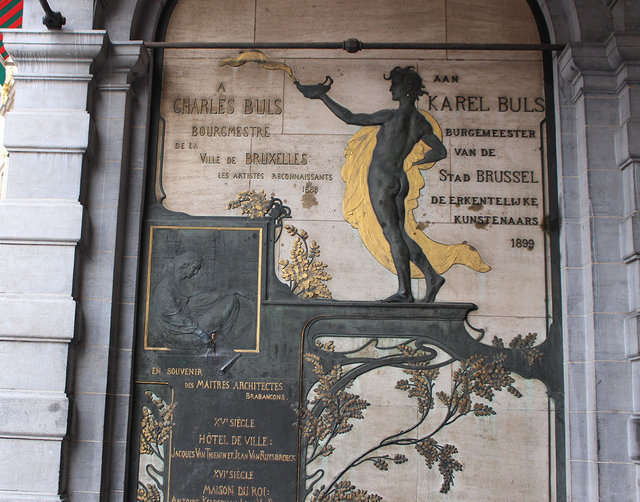 A
CHARLES BULS
BOURGMESTRE
DE LA
VILLE DE BRUXELLES
LES ARTISTES RECONNAISSANTS
AAN
KAREL BULS
BURGEMEESTER
VAN DE
STAD BRUSSEL
DE ERKENTELIJKE
KUNSTENAARS
1899
EN SOUVENIR
DES MAITRES ARCHITECTES
BRABANÇONS.
XVE SIÈCLE
HÔTEL DE VILLE:
JACQUES VAN THIENEN ET JEAN VAN RUYSBROECK
XVIE SIÈCLE
MAISON DU ROI:
ANTOINE